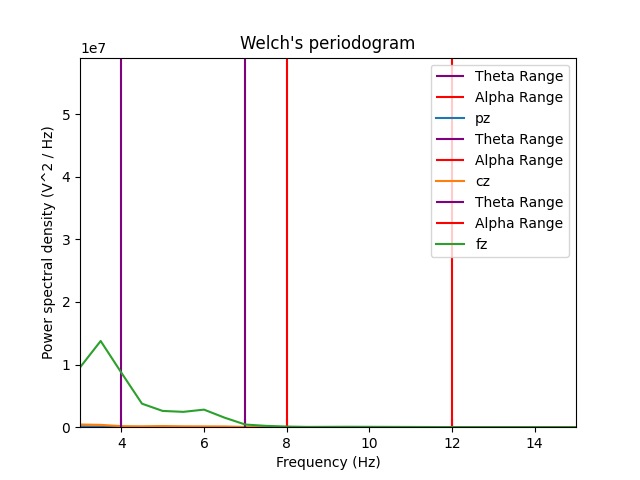 Welch's periodogram
1e7
Power spectral density (V^2 / Hz)
5
4
3
2
1
0
4 6 8 10 12 14
Frequency (Hz)
Theta Range
Alpha Range
pz
Theta Range
Alpha Range
cz
Theta Range
Alpha Range
fz